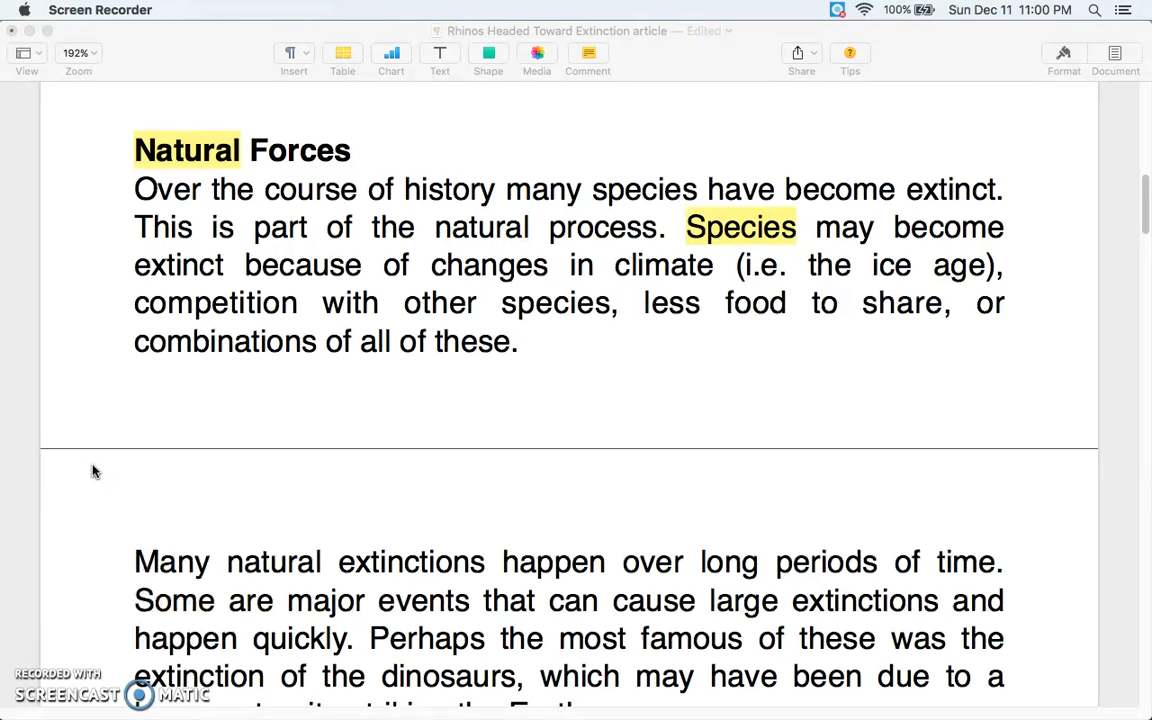 Screen Recorder
100%
Sun Dec 11 11:00 PM
Rhinos Headed Toward Extinction article — Edited
192%
View
Zoom
Insert
Table
Chart
Text
Shape
Media
Comment
Share
Tips
Format
Document
Natural Forces
Over the course of history many species have become extinct.
This is part of the natural process. Species may become
extinct because of changes in climate (i.e. the ice age),
competition with other species, less food to share, or
combinations of all of these.
Many natural extinctions happen over long periods of time.
Some are major events that can cause large extinctions and
happen quickly. Perhaps the most famous of these was the
extinction of the dinosaurs, which may have been due to a
RECORDED WITH
SCREENCAST MATIC